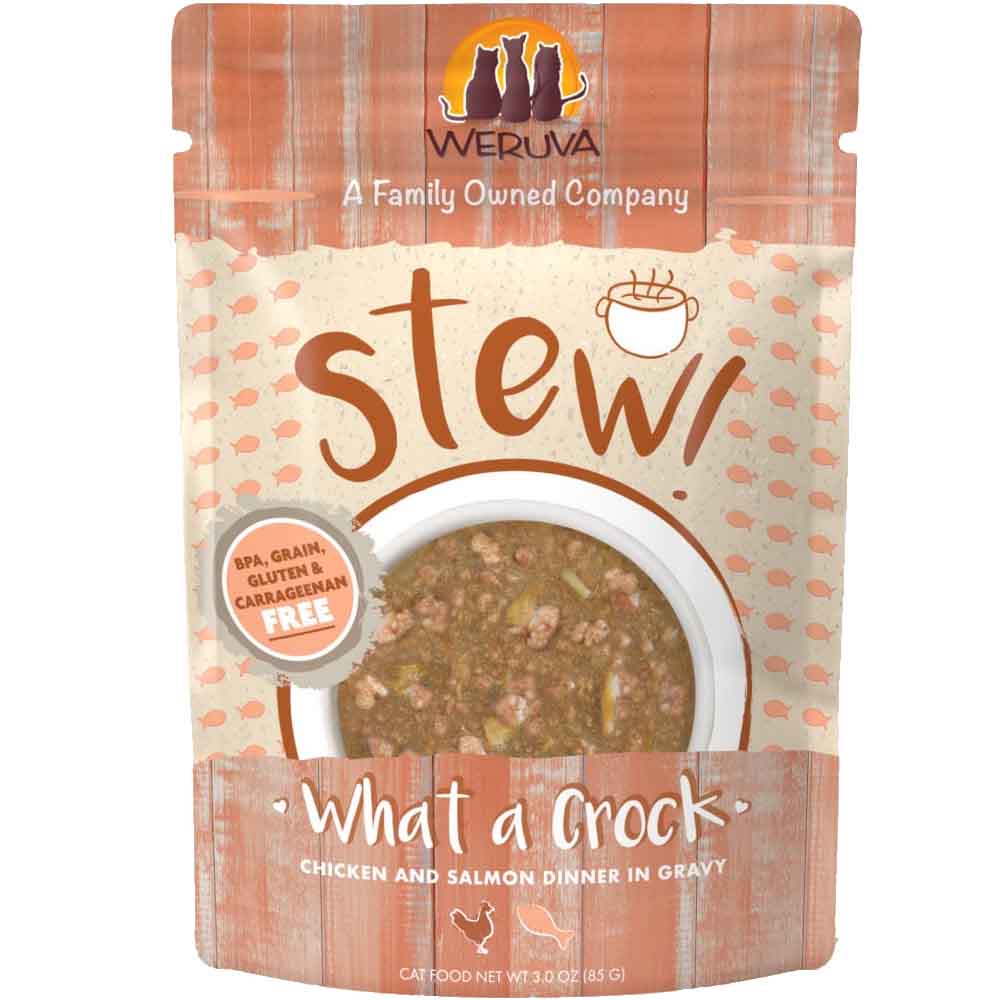 WERUVA
A Family Owned Company
stew!
BPA, GRAIN,
GLUTEN &
CARRAGEENAN
FREE
What a Crock
CHICKEN AND SALMON DINNER IN GRAVY
CAT FOOD NET WT 3.0 OZ (85 G)